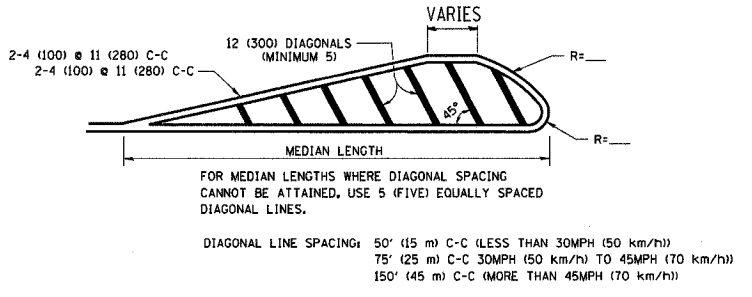 VARIES
2-4 (100) @ 11 (280) C-C
2-4 (100) @ 11 (280) C-C
12 (300) DIAGONALS
(MINIMUM 5)
R=__
45°
R=__
MEDIAN LENGTH
FOR MEDIAN LENGTHS WHERE DIAGONAL SPACING
CANNOT BE ATTAINED, USE 5 (FIVE) EQUALLY SPACED
DIAGONAL LINES.
DIAGONAL LINE SPACING: 50' (15 m) C-C (LESS THAN 30MPH (50 km/h))
75' (25 m) C-C 30MPH (50 km/h) TO 45MPH (70 km/h))
150' (45 m) C-C (MORE THAN 45MPH (70 km/h))